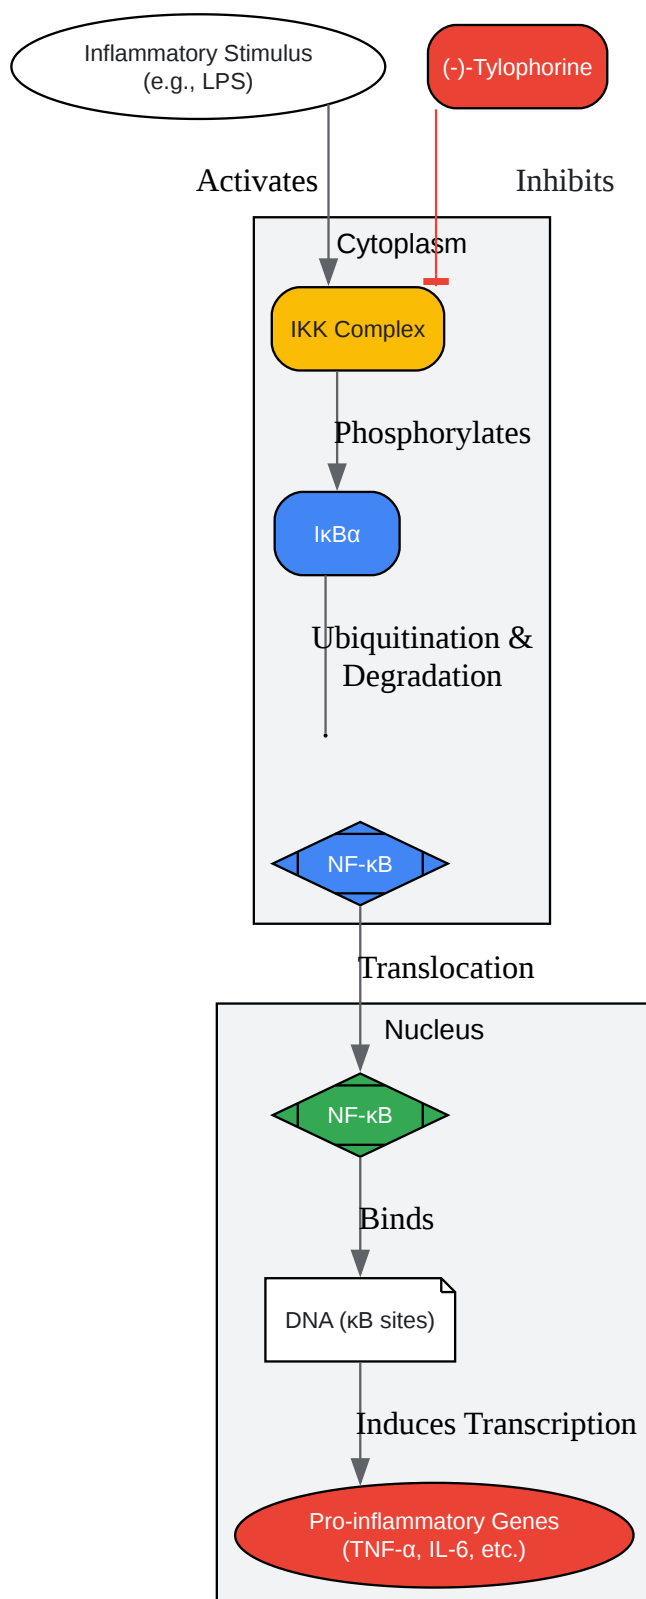 Inflammatory Stimulus
(e.g., LPS)
(-)-Tylophorine
Activates
Inhibits
Cytoplasm
IKK Complex
Phosphorylates
IκBα
Ubiquitination &
Degradation
NF-κB
Translocation
Nucleus
NF-κB
Binds
DNA (κB sites)
Induces Transcription
Pro-inflammatory Genes
(TNF-α, IL-6, etc.)